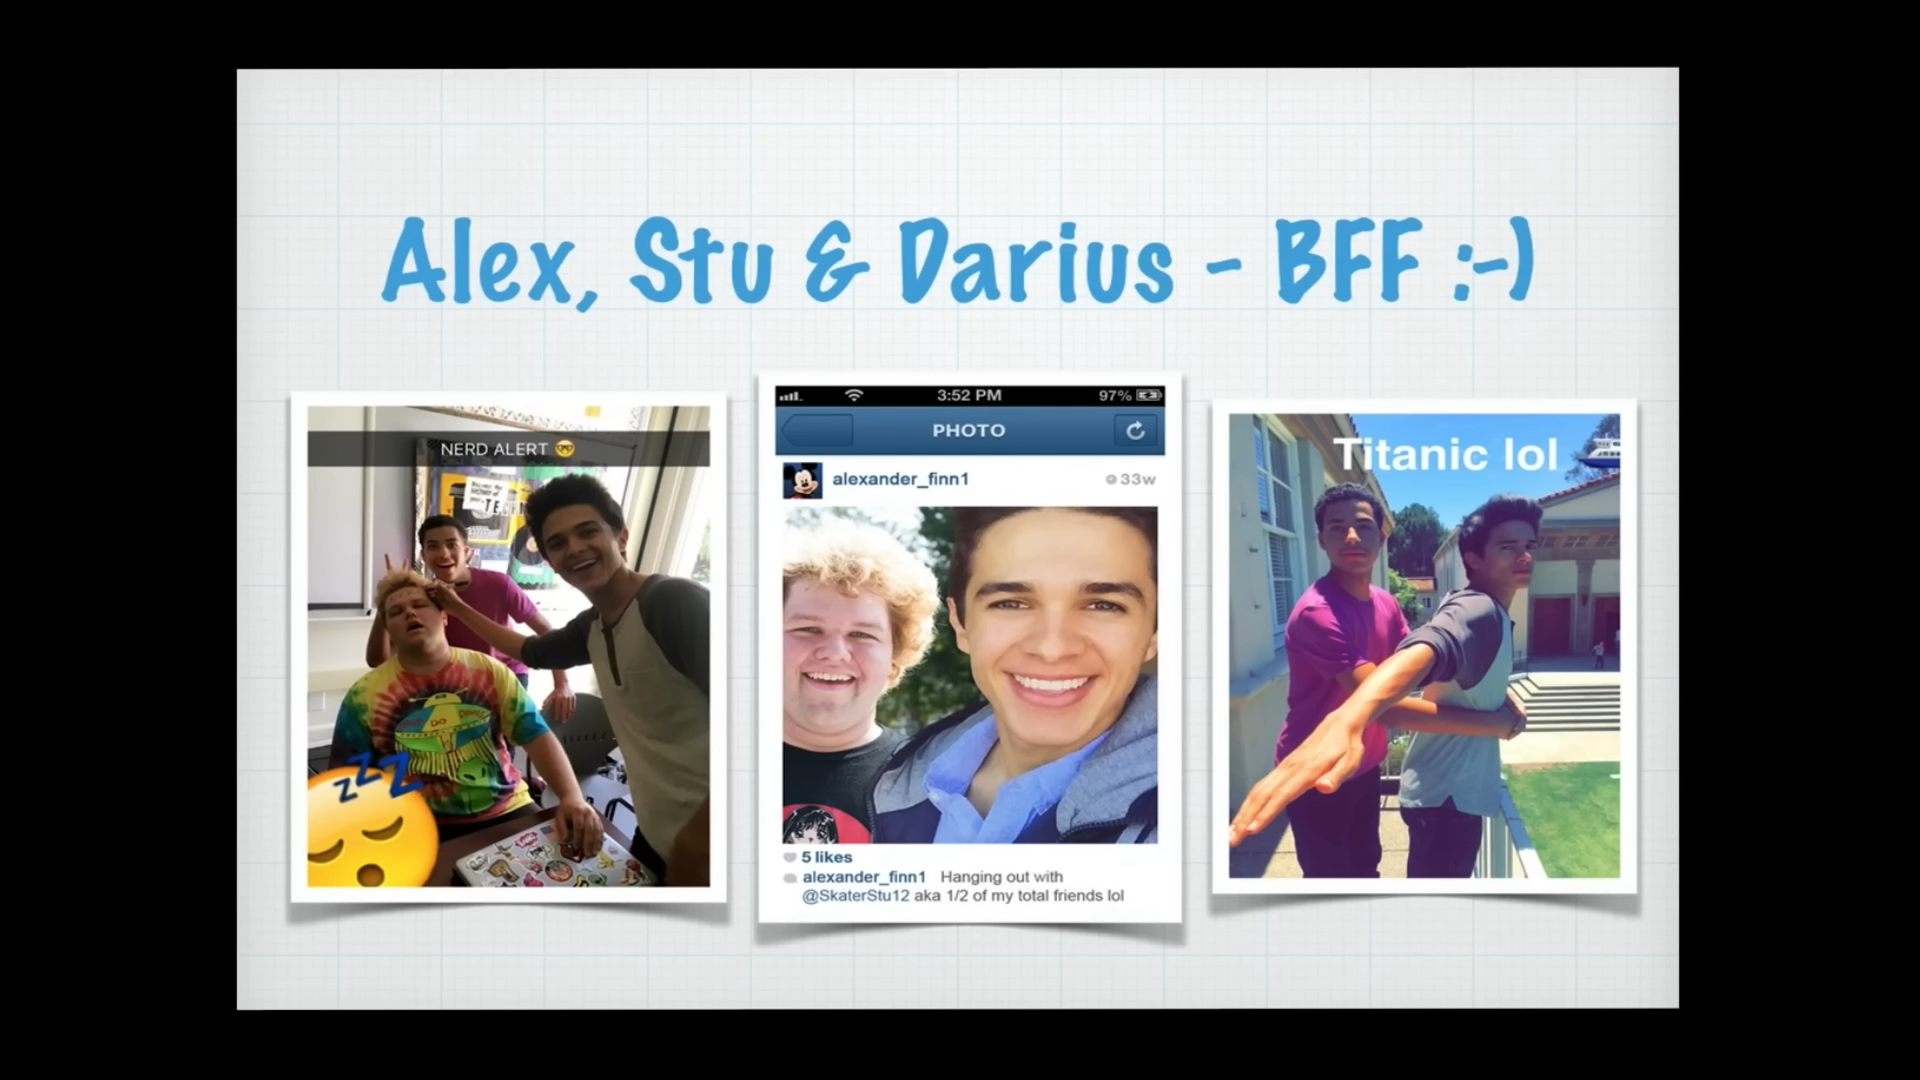 Alex, Stu & Darius - BFF :-)
NERD ALERT 🤓
zzZ
3:52 PM
97%
PHOTO
alexander_finn1
33w
5 likes
alexander_finn1 Hanging out with
@SkaterStu12 aka 1/2 of my total friends lol
Titanic lol